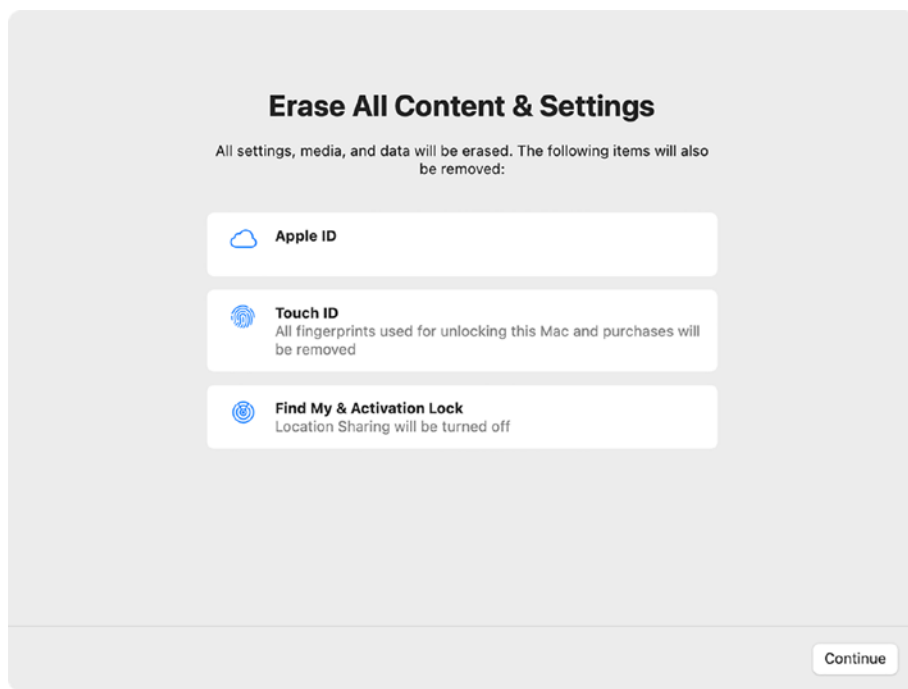 Erase All Content & Settings
All settings, media, and data will be erased. The following items will also
be removed:
Apple ID
Touch ID
All fingerprints used for unlocking this Mac and purchases will
be removed
Find My & Activation Lock
Location Sharing will be turned off
Continue